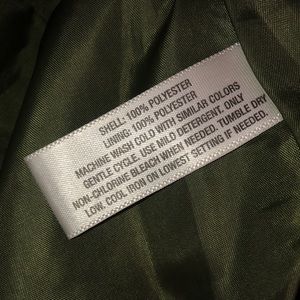 SHELL: 100% POLYESTER
LINING: 100% POLYESTER
MACHINE WASH COLD WITH SIMILAR COLORS
GENTLE CYCLE. USE MILD DETERGENT. ONLY
NON-CHLORINE BLEACH WHEN NEEDED. TUMBLE DRY
LOW. COOL IRON ON LOWEST SETTING IF NEEDED.